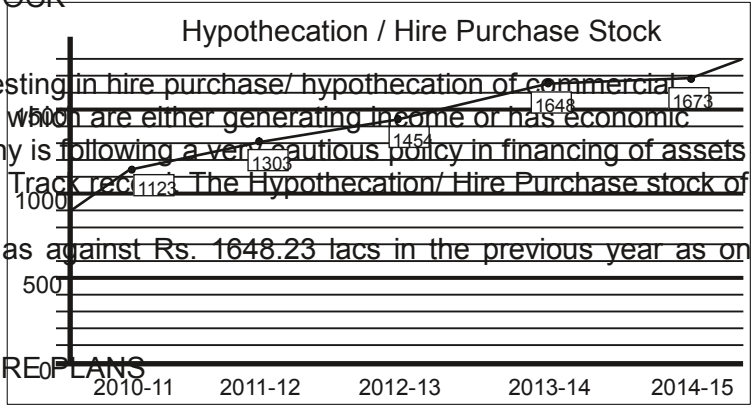 Hypothecation / Hire Purchase Stock
esting in hire purchase/ hypothecation of commercial
1500
which are either generating income or has economic
1648
1673
1454
ny is following a very cautious policy in financing of assets
1303
Track record. The Hypothecation/ Hire Purchase stock of
1123
1000
as against Rs. 1648.23 lacs in the previous year as on
500
RE PLANS
0
2010-11 2011-12 2012-13 2013-14 2014-15